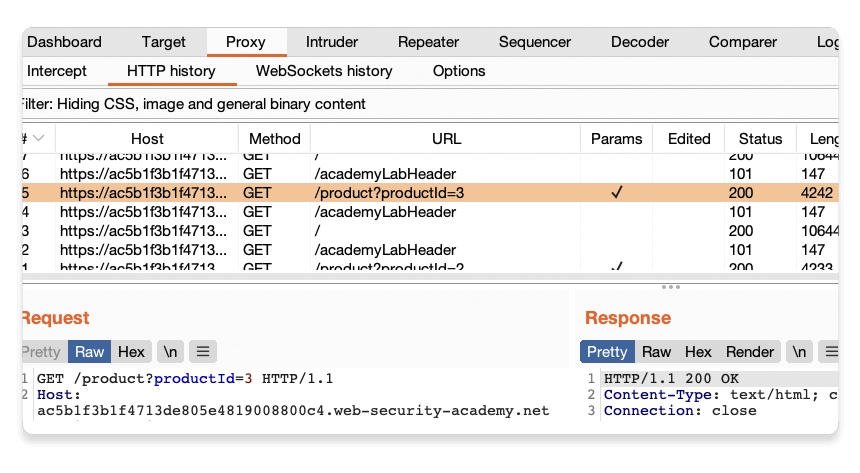 Dashboard Target Proxy Intruder Repeater Sequencer Decoder Comparer Log
Intercept HTTP history WebSockets history Options
Filter: Hiding CSS, image and general binary content
# Host Method URL Params Edited Status Leng
7 https://ac5b1f3b1f4713... GET / 200 10644
6 https://ac5b1f3b1f4713... GET /academyLabHeader 101 147
5 https://ac5b1f3b1f4713... GET /product?productId=3 ✓ 200 4242
4 https://ac5b1f3b1f4713... GET /academyLabHeader 101 147
3 https://ac5b1f3b1f4713... GET / 200 10644
2 https://ac5b1f3b1f4713... GET /academyLabHeader 101 147
1 https://ac5b1f3b1f4713... GET /product?productId=2 ✓ 200 4233
Request
Pretty Raw Hex \n
1 GET /product?productId=3 HTTP/1.1
2 Host:
ac5b1f3b1f4713de805e4819008800c4.web-security-academy.net
Response
Pretty Raw Hex Render \n
1 HTTP/1.1 200 OK
2 Content-Type: text/html; c
3 Connection: close